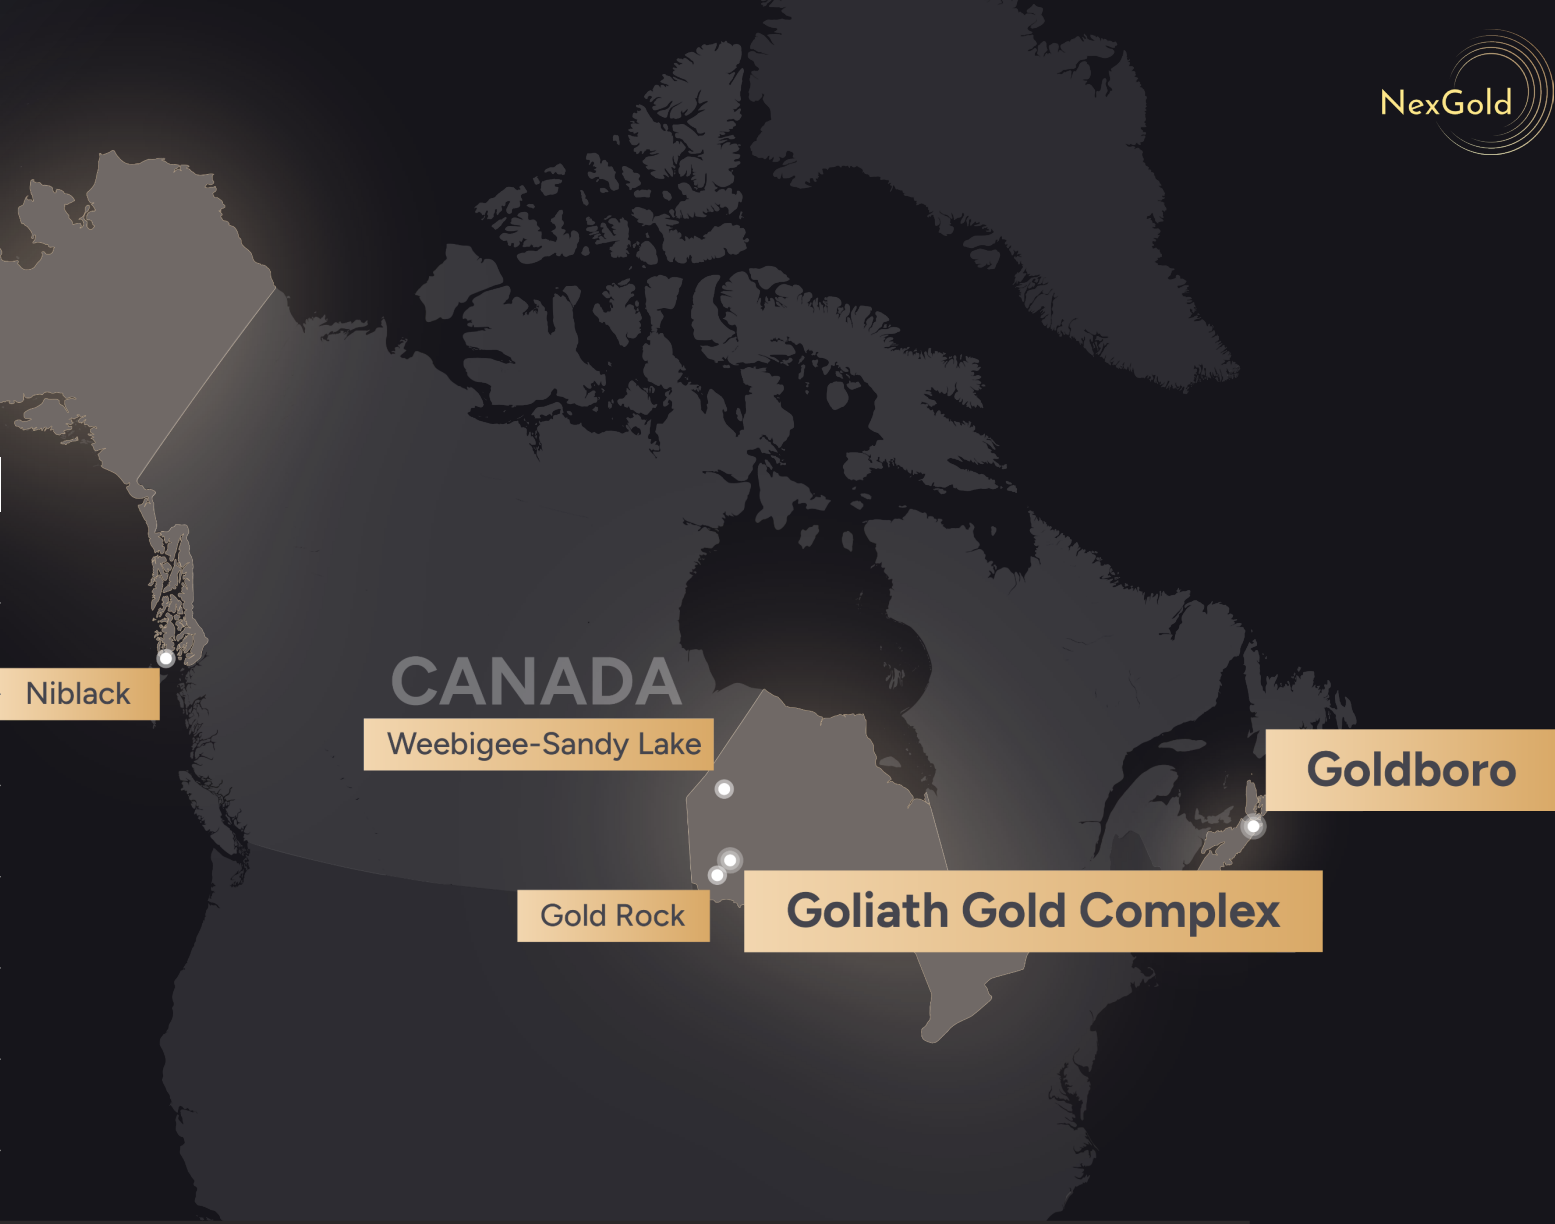 NexGold
CANADA
Niblack
Weebigee-Sandy Lake
Goldboro
Gold Rock
Goliath Gold Complex